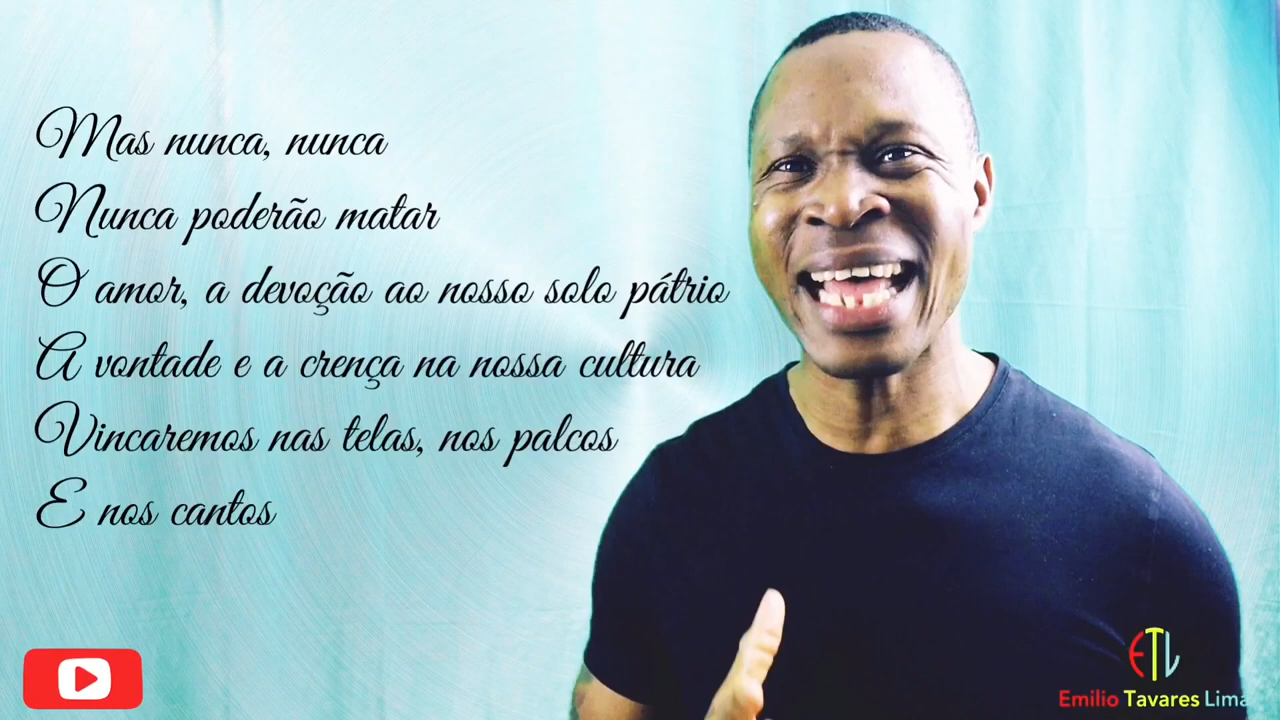 Mas nunca, nunca
Nunca poderão matar
O amor, a devoção ao nosso solo pátrio
A vontade e a crença na nossa cultura
Vincaremos nas telas, nos palcos
E nos cantos
ETL
Emilio Tavares Lima